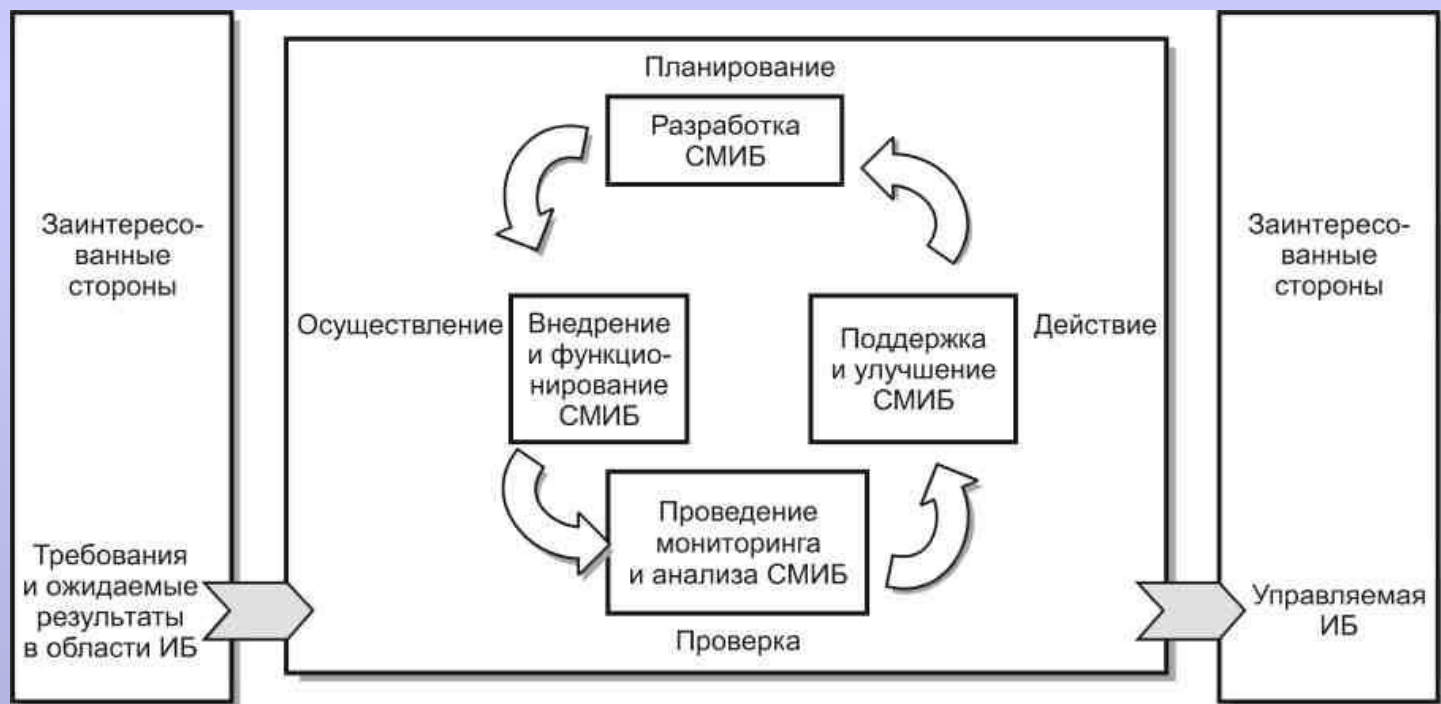 Заинтересо-
ванные
стороны
Требования
и ожидаемые
результаты
в области ИБ
Планирование
Разработка
СМИБ
Осуществление
Внедрение
и функцио-
нирование
СМИБ
Поддержка
и улучшение
СМИБ
Действие
Проведение
мониторинга
и анализа СМИБ
Проверка
Заинтересо-
ванные
стороны
Управляемая
ИБ